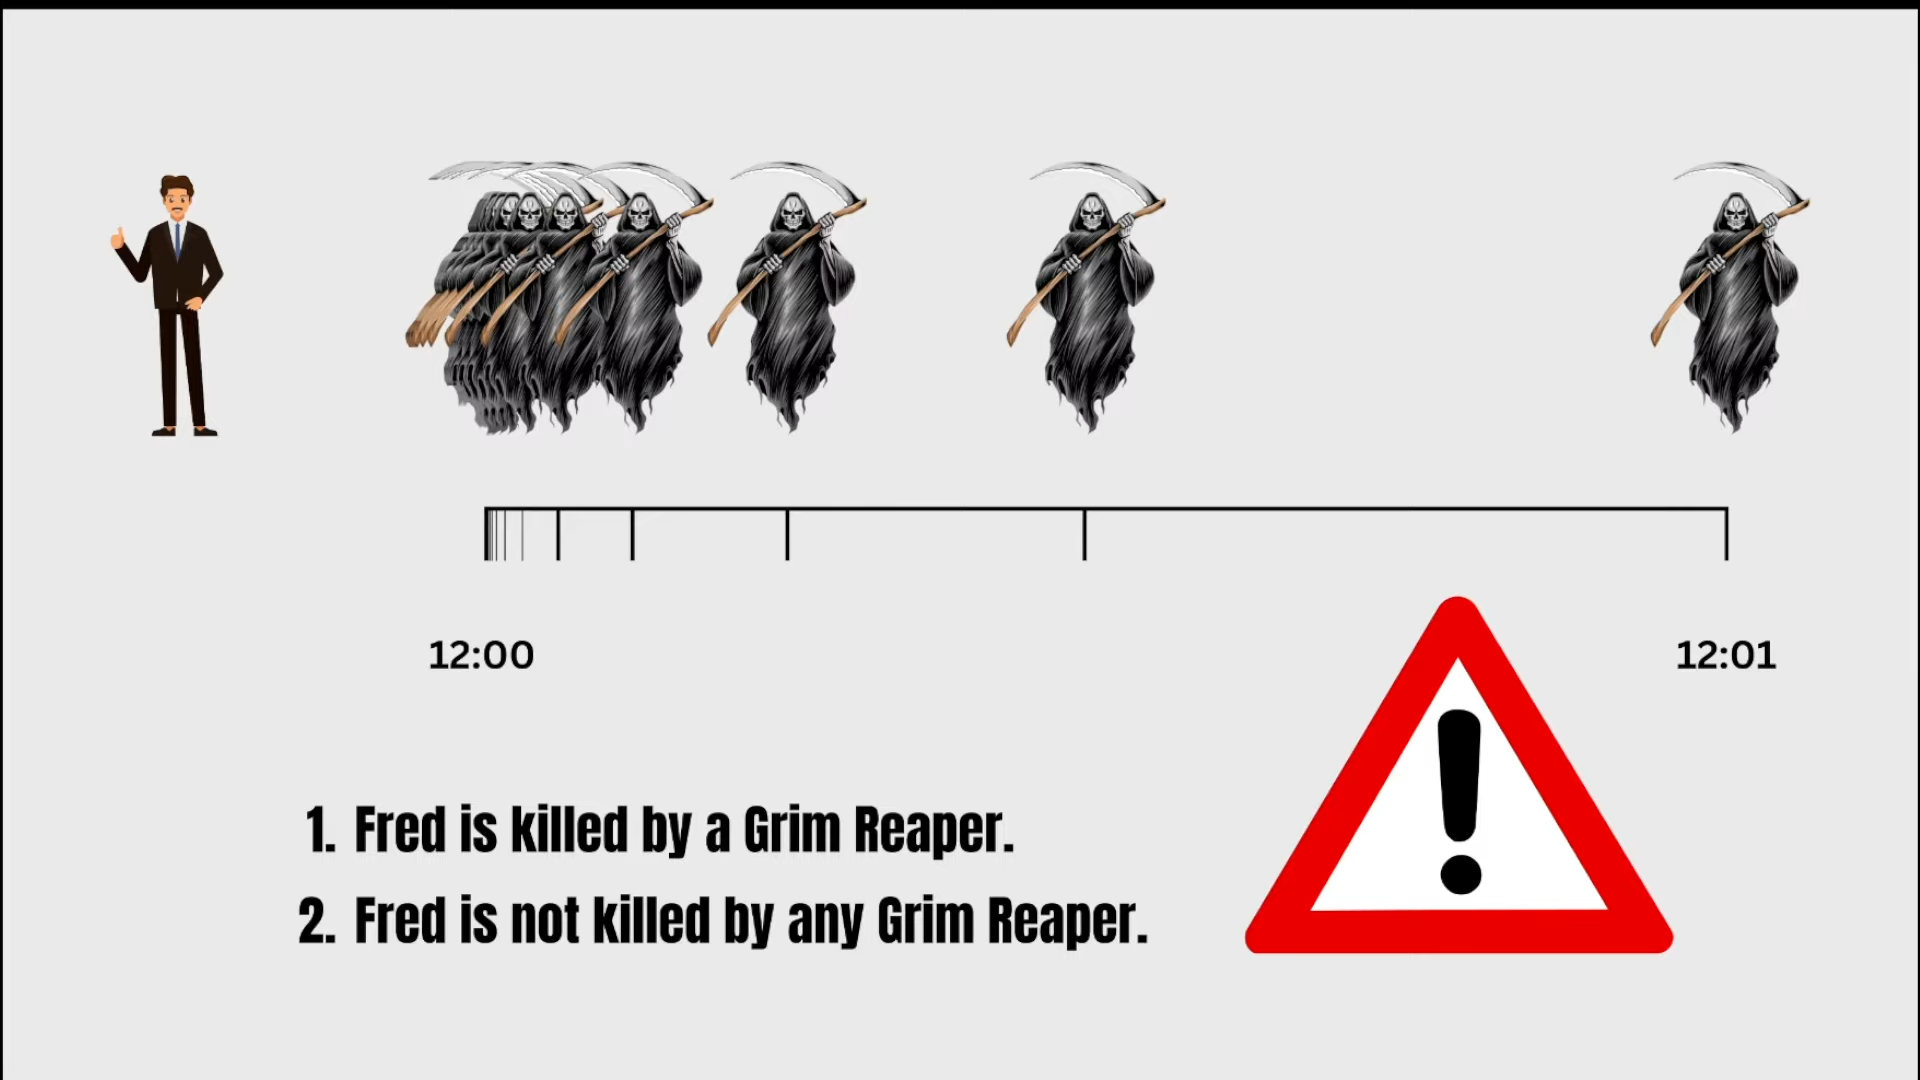 12:00
12:01
1. Fred is killed by a Grim Reaper.
2. Fred is not killed by any Grim Reaper.